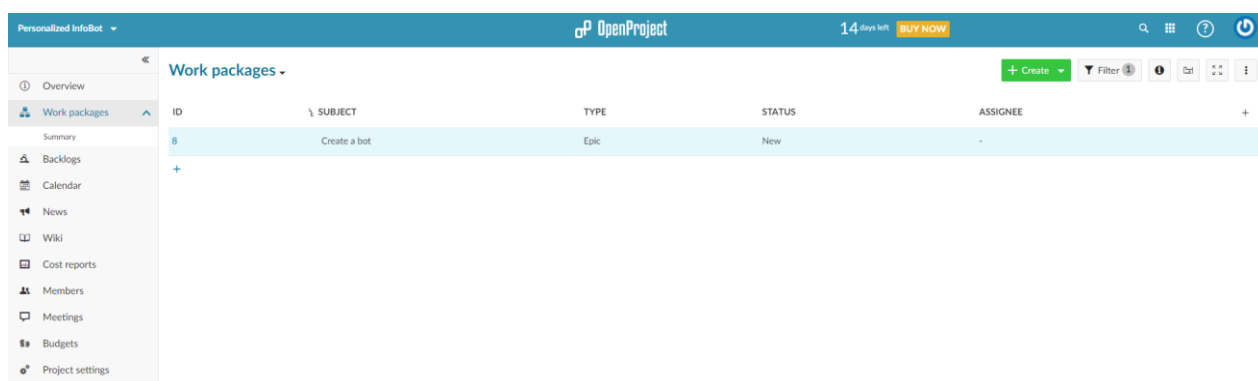 Personalized InfoBot
OpenProject
14 days left BUY NOW
?
Work packages
+ Create
Filter 1
Overview
Work packages
ID SUBJECT TYPE STATUS ASSIGNEE +
Summary
8 Create a bot Epic New -
Backlogs
+
Calendar
News
Wiki
Cost reports
Members
Meetings
Budgets
Project settings